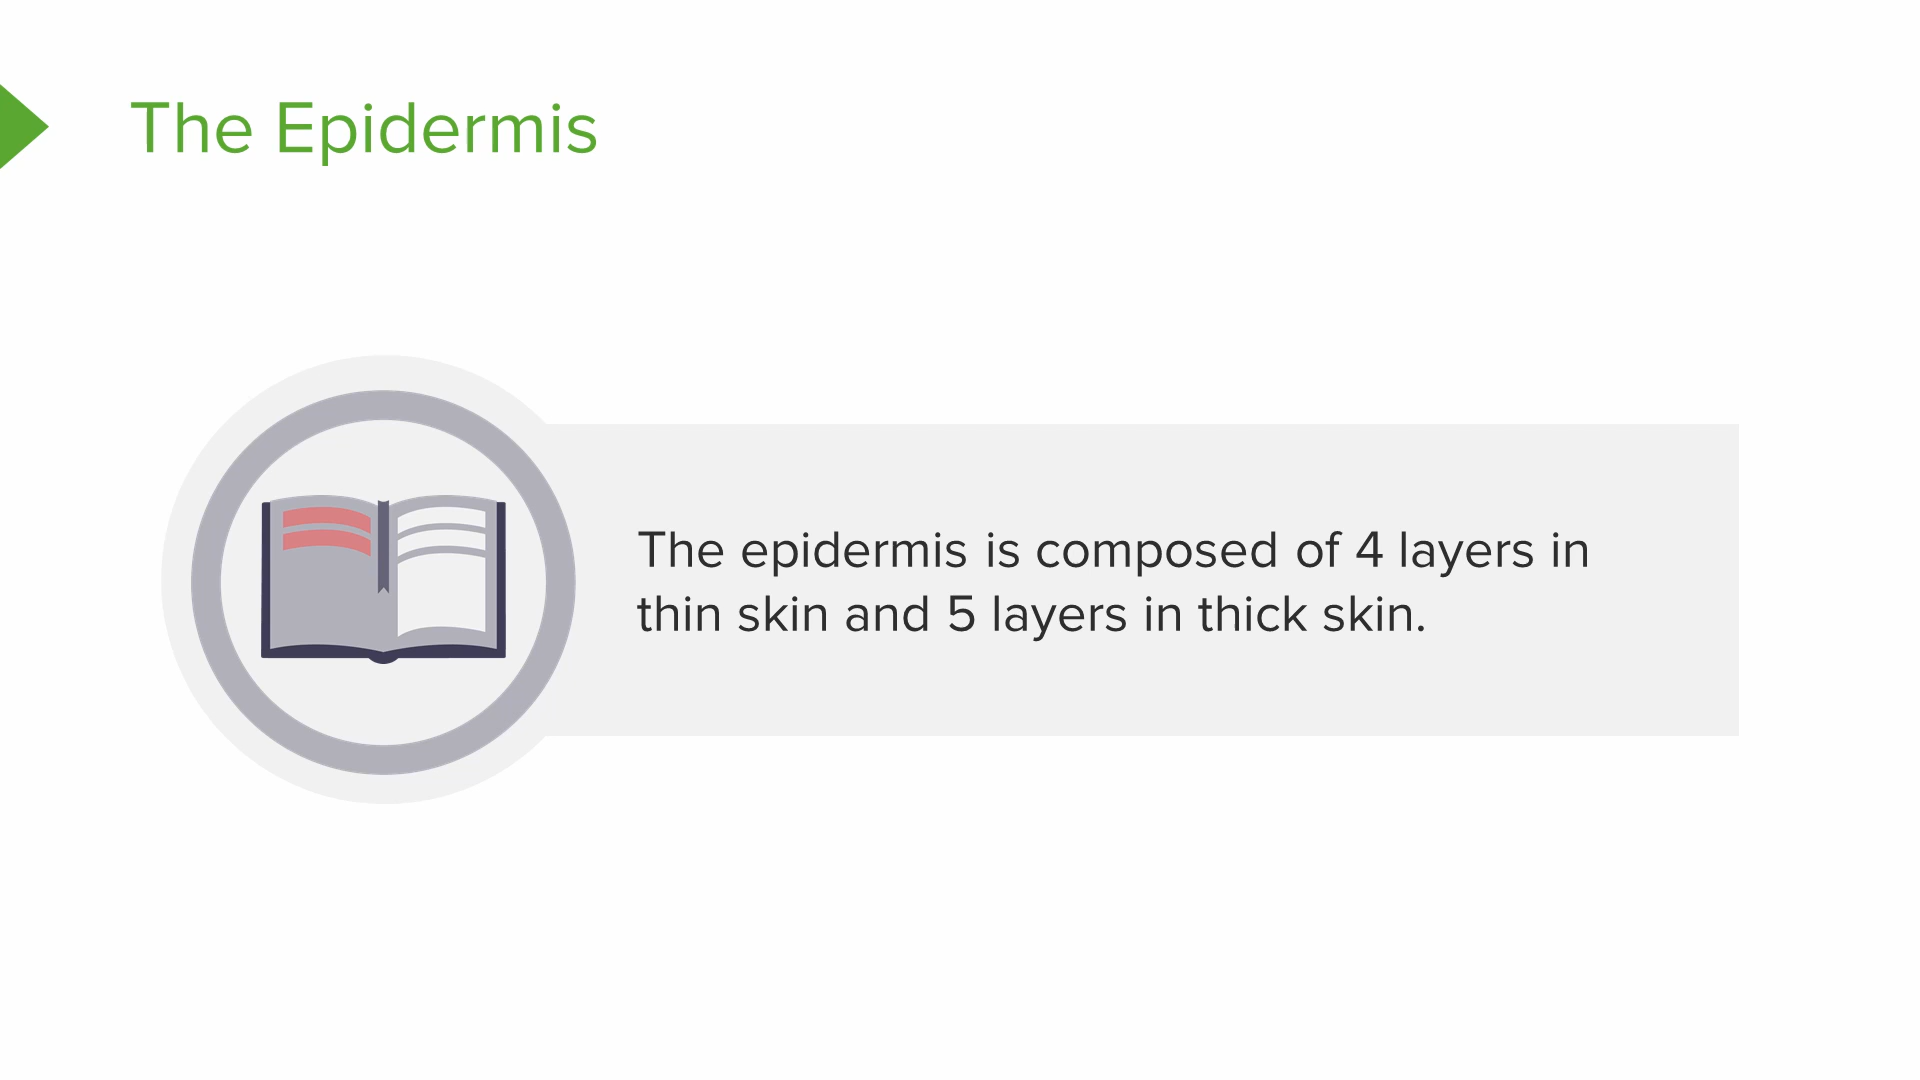 The Epidermis
The epidermis is composed of 4 layers in
thin skin and 5 layers in thick skin.